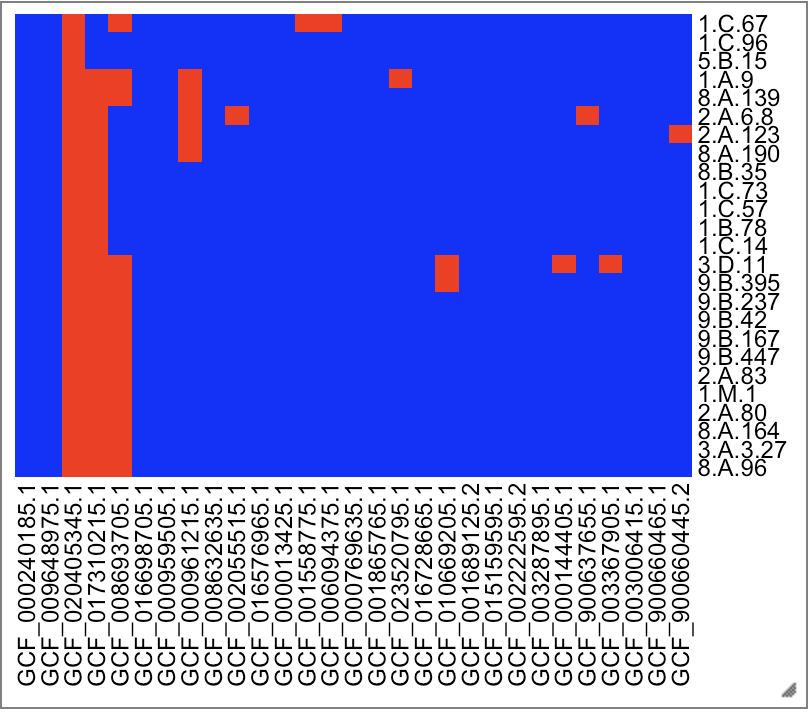 1.C.67
1.C.96
5.B.15
1.A.9
8.A.139
2.A.6.8
2.A.123
8.A.190
8.B.35
1.C.73
1.C.57
1.B.78
1.C.14
3.D.11
9.B.395
9.B.237
9.B.42
9.B.167
9.B.447
2.A.83
1.M.1
2.A.80
8.A.164
3.A.3.27
8.A.96
GCF_000240185.1
GCF_009648975.1
GCF_020405345.1
GCF_017310215.1
GCF_008693705.1
GCF_016698705.1
GCF_000959505.1
GCF_000961215.1
GCF_008632635.1
GCF_002055515.1
GCF_016576965.1
GCF_000013425.1
GCF_001558775.1
GCF_006094375.1
GCF_000769635.1
GCF_001865765.1
GCF_023520795.1
GCF_016728665.1
GCF_010669205.1
GCF_001689125.2
GCF_015159595.1
GCF_002222595.2
GCF_003287895.1
GCF_000144405.1
GCF_900637655.1
GCF_003367905.1
GCF_003006415.1
GCF_900660465.1
GCF_900660445.2